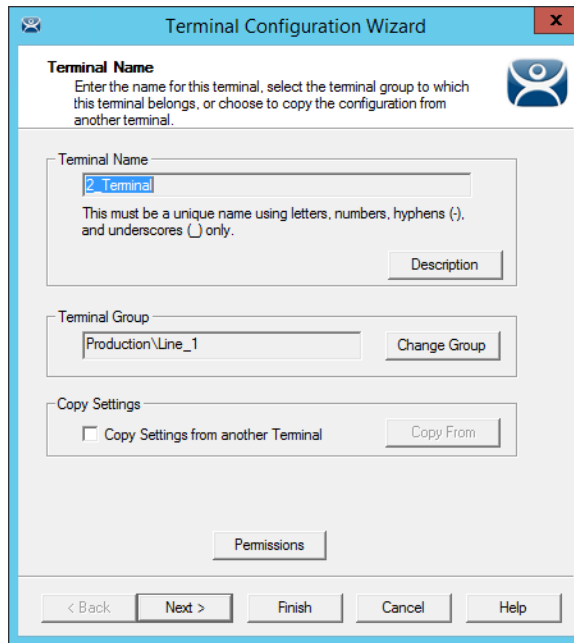 Terminal Configuration Wizard
x
Terminal Name
Enter the name for this terminal, select the terminal group to which
this terminal belongs, or choose to copy the configuration from
another terminal.
Terminal Name
2_Terminal
This must be a unique name using letters, numbers, hyphens (-),
and underscores (_) only.
Description
Terminal Group
Production\Line_1
Change Group
Copy Settings
Copy Settings from another Terminal
Copy From
Permissions
< Back
Next >
Finish
Cancel
Help